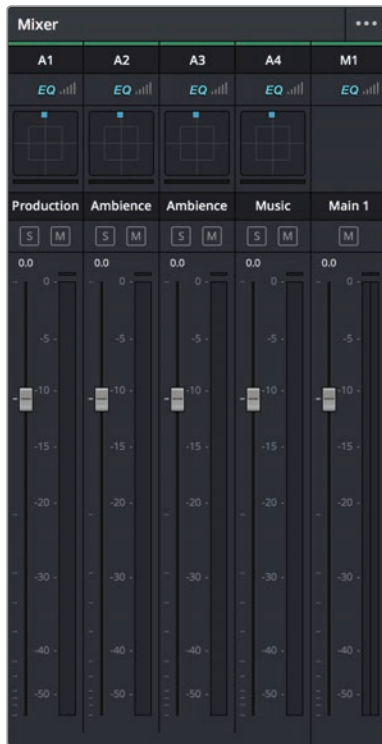 Mixer •••
A1 A2 A3 A4 M1
EQ EQ EQ EQ EQ
Production Ambience Ambience Music Main 1
S M S M S M S M M
0.0 0.0 0.0 0.0 0.0
0 - 0 - 0 - 0 - 0 -
-5 - -5 - -5 - -5 - -5 -
-10 - -10 - -10 - -10 - -10 -
-15 - -15 - -15 - -15 - -15 -
-20 - -20 - -20 - -20 - -20 -
-30 - -30 - -30 - -30 - -30 -
-40 - -40 - -40 - -40 - -40 -
-50 - -50 - -50 - -50 - -50 -